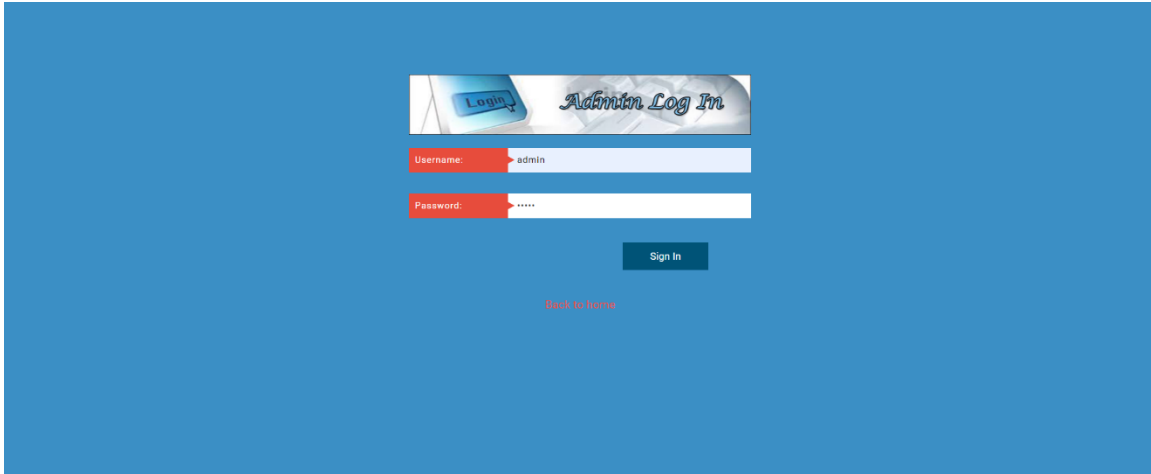 Login
Admin Log In
Username:
admin
Password:
•••••
Sign In
Back to home